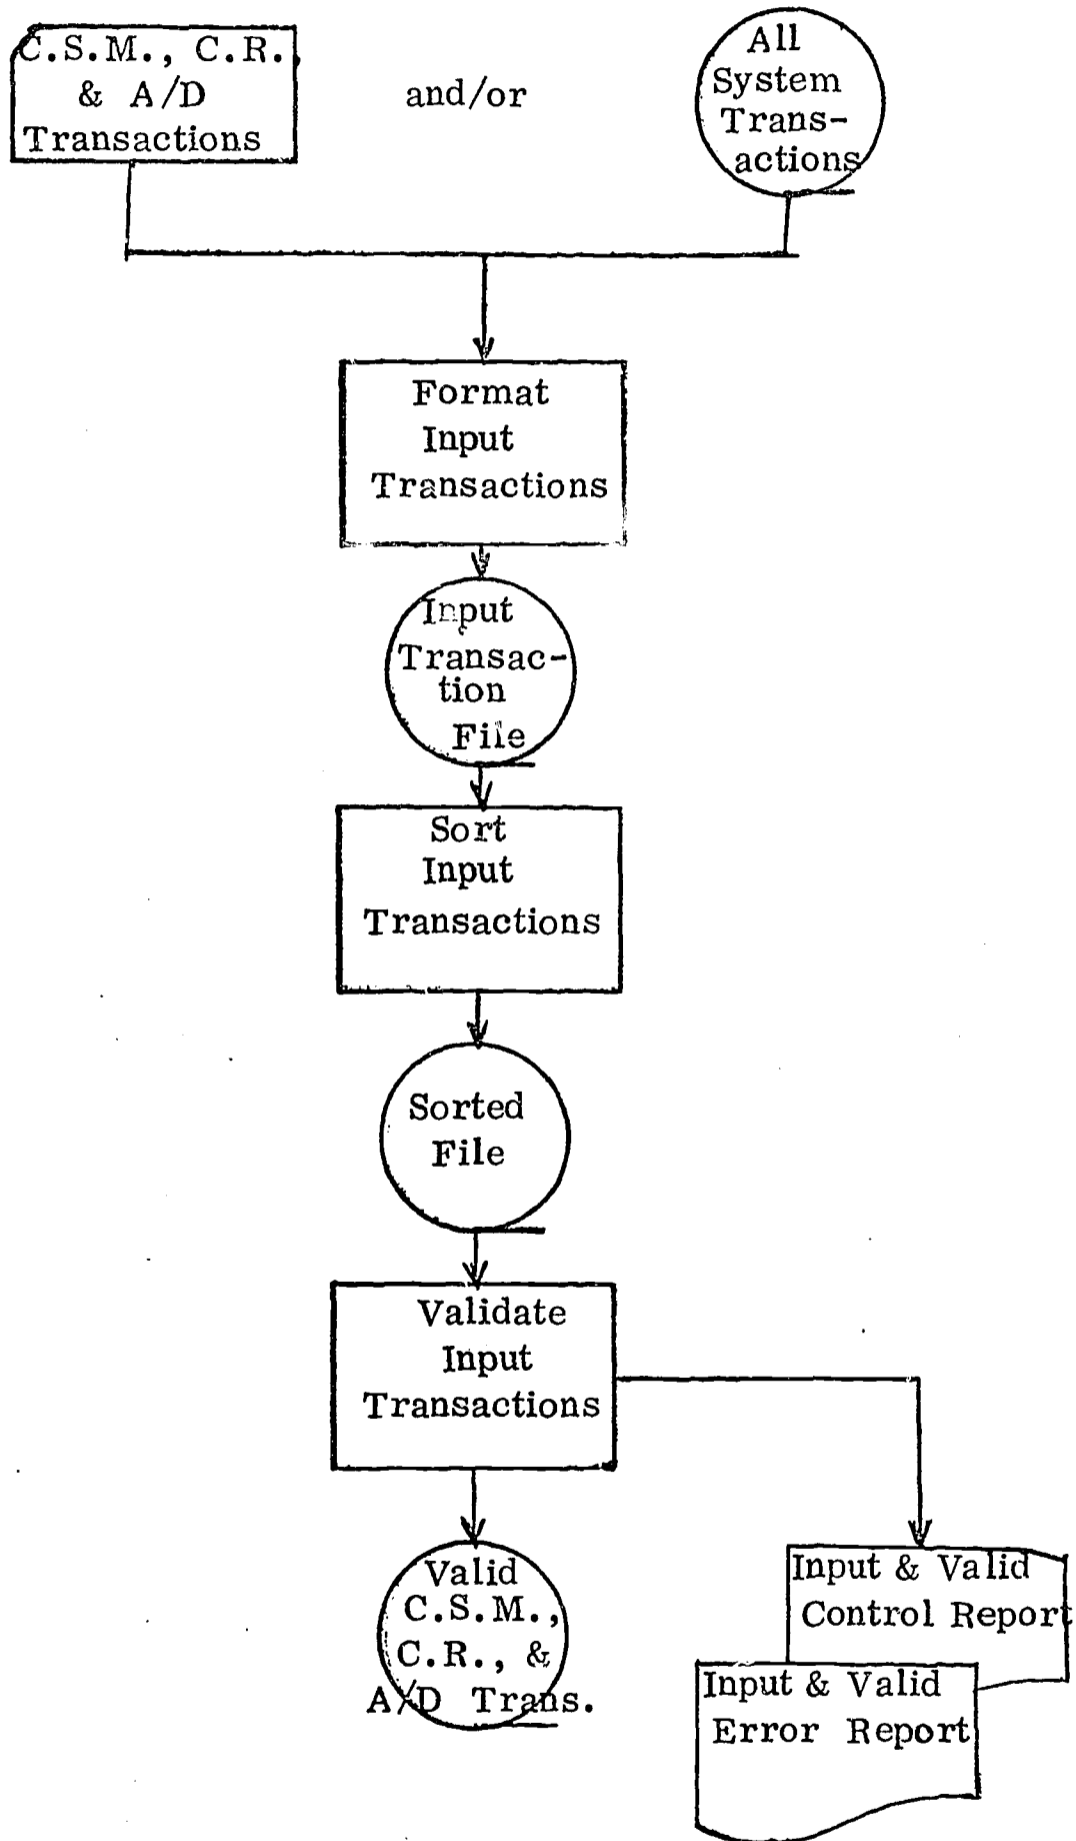 C.S.M., C.R.
& A/D
Transactions
and/or
All
System
Trans-
actions
Format
Input
Transactions
Input
Transac-
tion
File
Sort
Input
Transactions
Sorted
File
Validate
Input
Transactions
Valid
C.S.M.,
C.R., &
A/D Trans.
Input & Valid
Control Report
Input & Valid
Error Report